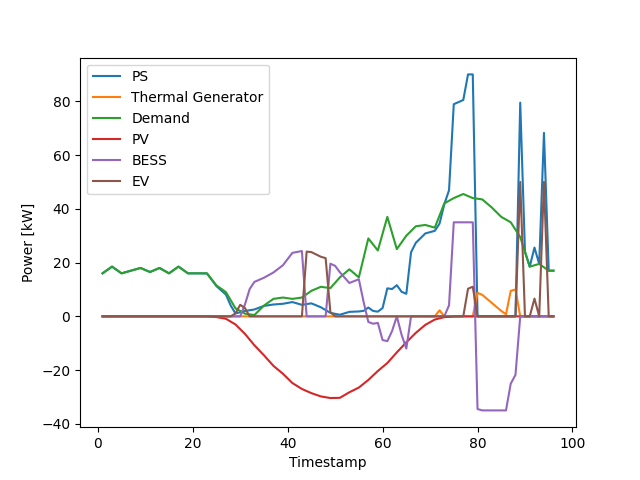 PS
Thermal Generator
Demand
PV
BESS
EV
Power [kW]
80
60
40
20
0
−20
−40
0 20 40 60 80 100
Timestamp